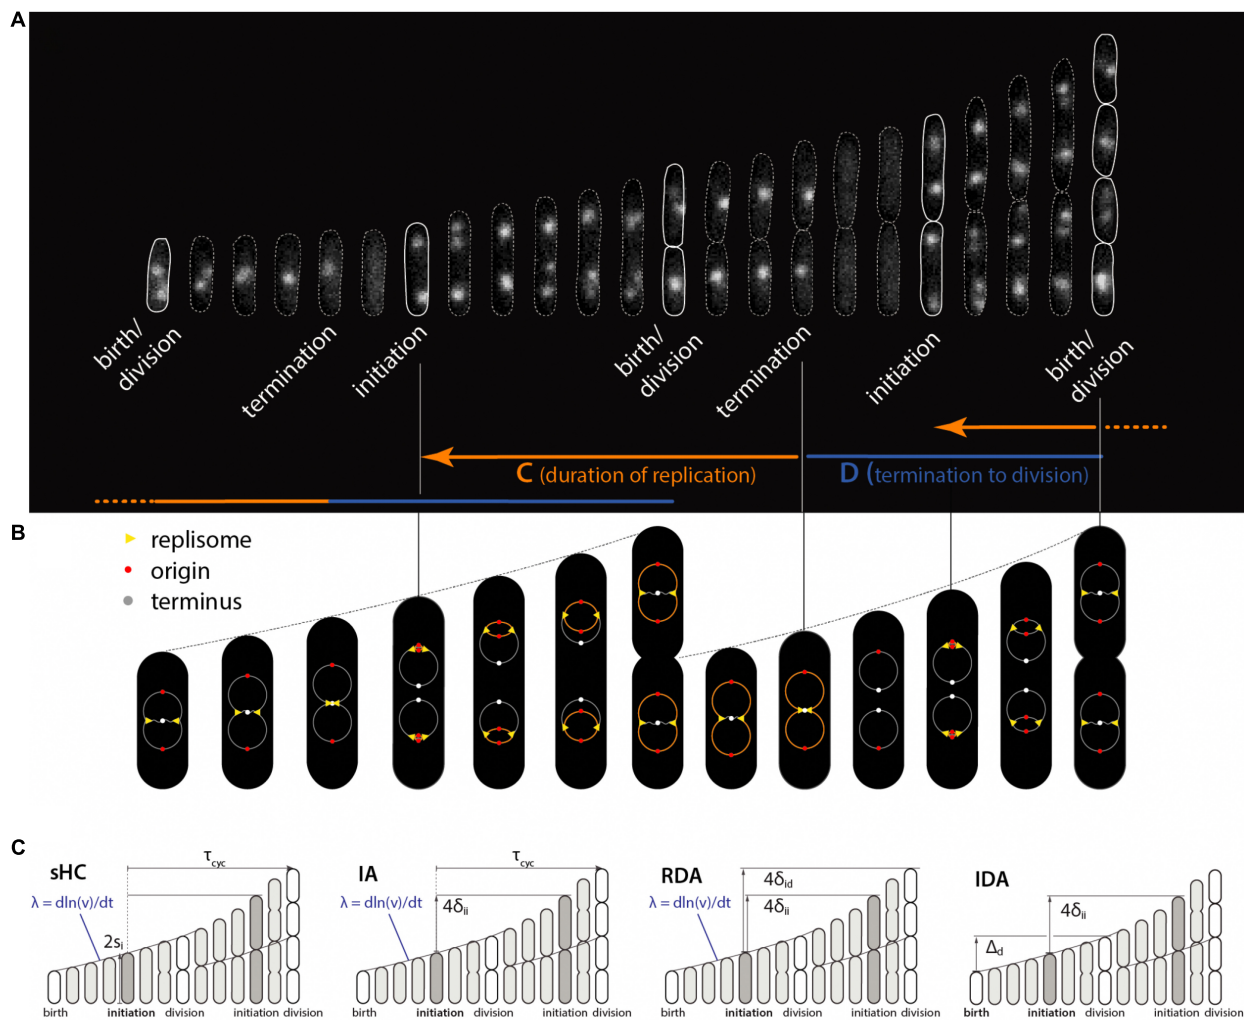 A
birth/
division
termination
initiation
birth/
division
termination
initiation
birth/
division
C (duration of replication)
D (termination to division)
B
replisome
origin
terminus
C
sHC
τcyc
λ = dln(v)/dt
2si
birth
initiation
division
initiation
division
IA
τcyc
λ = dln(v)/dt
4δii
birth
initiation
division
initiation
division
RDA
4δid
λ = dln(v)/dt
4δii
birth
initiation
division
initiation
division
IDA
4δii
Δd
birth
initiation
division
initiation
division